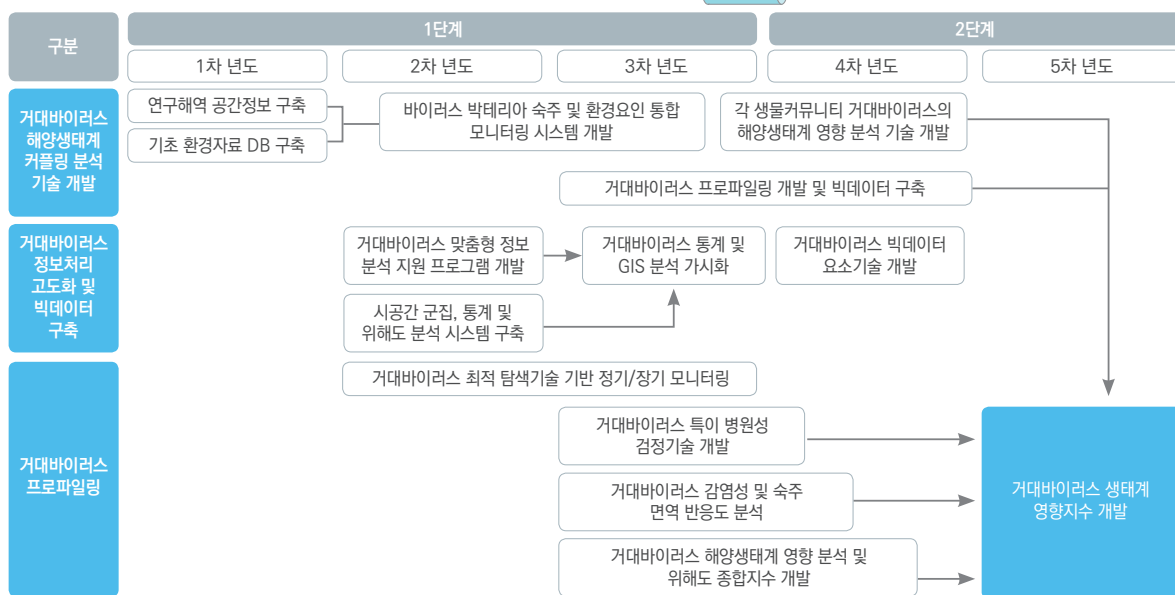 구분
1단계
2단계
1차 년도
2차 년도
3차 년도
4차 년도
5차 년도
거대바이러스
해양생태계
커플링 분석
기술 개발
연구해역 공간정보 구축
기초 환경자료 DB 구축
바이러스 박테리아 숙주 및 환경요인 통합
모니터링 시스템 개발
각 생물커뮤니티 거대바이러스의
해양생태계 영향 분석 기술 개발
거대바이러스 프로파일링 개발 및 빅데이터 구축
거대바이러스
정보처리
고도화 및
빅데이터
구축
거대바이러스 맞춤형 정보
분석 지원 프로그램 개발
거대바이러스 통계 및
GIS 분석 가시화
거대바이러스 빅데이터
요소기술 개발
시공간 군집, 통계 및
위해도 분석 시스템 구축
거대바이러스
프로파일링
거대바이러스 최적 탐색기술 기반 정기/장기 모니터링
거대바이러스 특이 병원성
검정기술 개발
거대바이러스 감염성 및 숙주
면역 반응도 분석
거대바이러스 해양생태계 영향 분석 및
위해도 종합지수 개발
거대바이러스 생태계
영향지수 개발